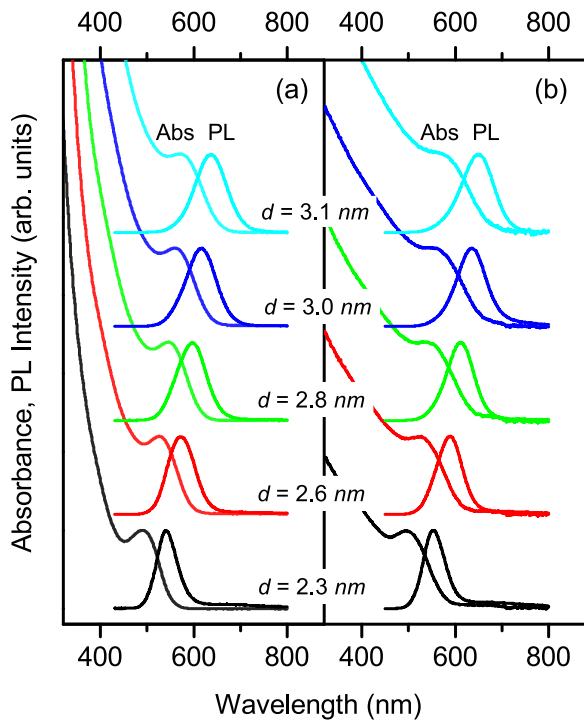 400 600 800 400 600 800
(a) (b)
Abs PL Abs PL
d = 3.1 nm
d = 3.0 nm
d = 2.8 nm
d = 2.6 nm
d = 2.3 nm
400 600 800 400 600 800
Wavelength (nm)
Absorbance, PL Intensity (arb. units)